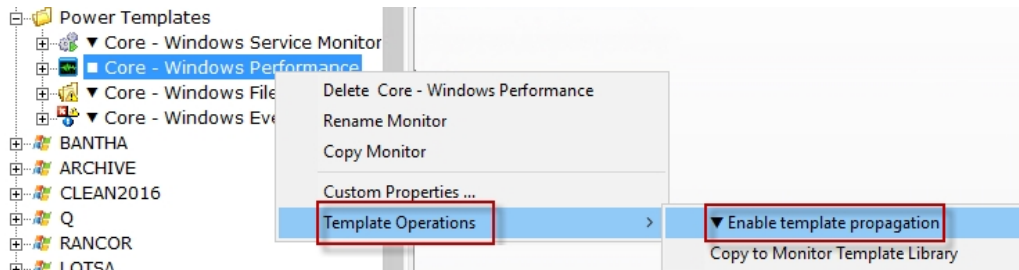 Power Templates
▼ Core - Windows Service Monitor
□ Core - Windows Performance
▼ Core - Windows File
▼ Core - Windows Eve
BANTHA
ARCHIVE
CLEAN2016
Q
RANCOR
LOTSA
Delete Core - Windows Performance
Rename Monitor
Copy Monitor
Custom Properties ...
Template Operations >
▼ Enable template propagation
Copy to Monitor Template Library